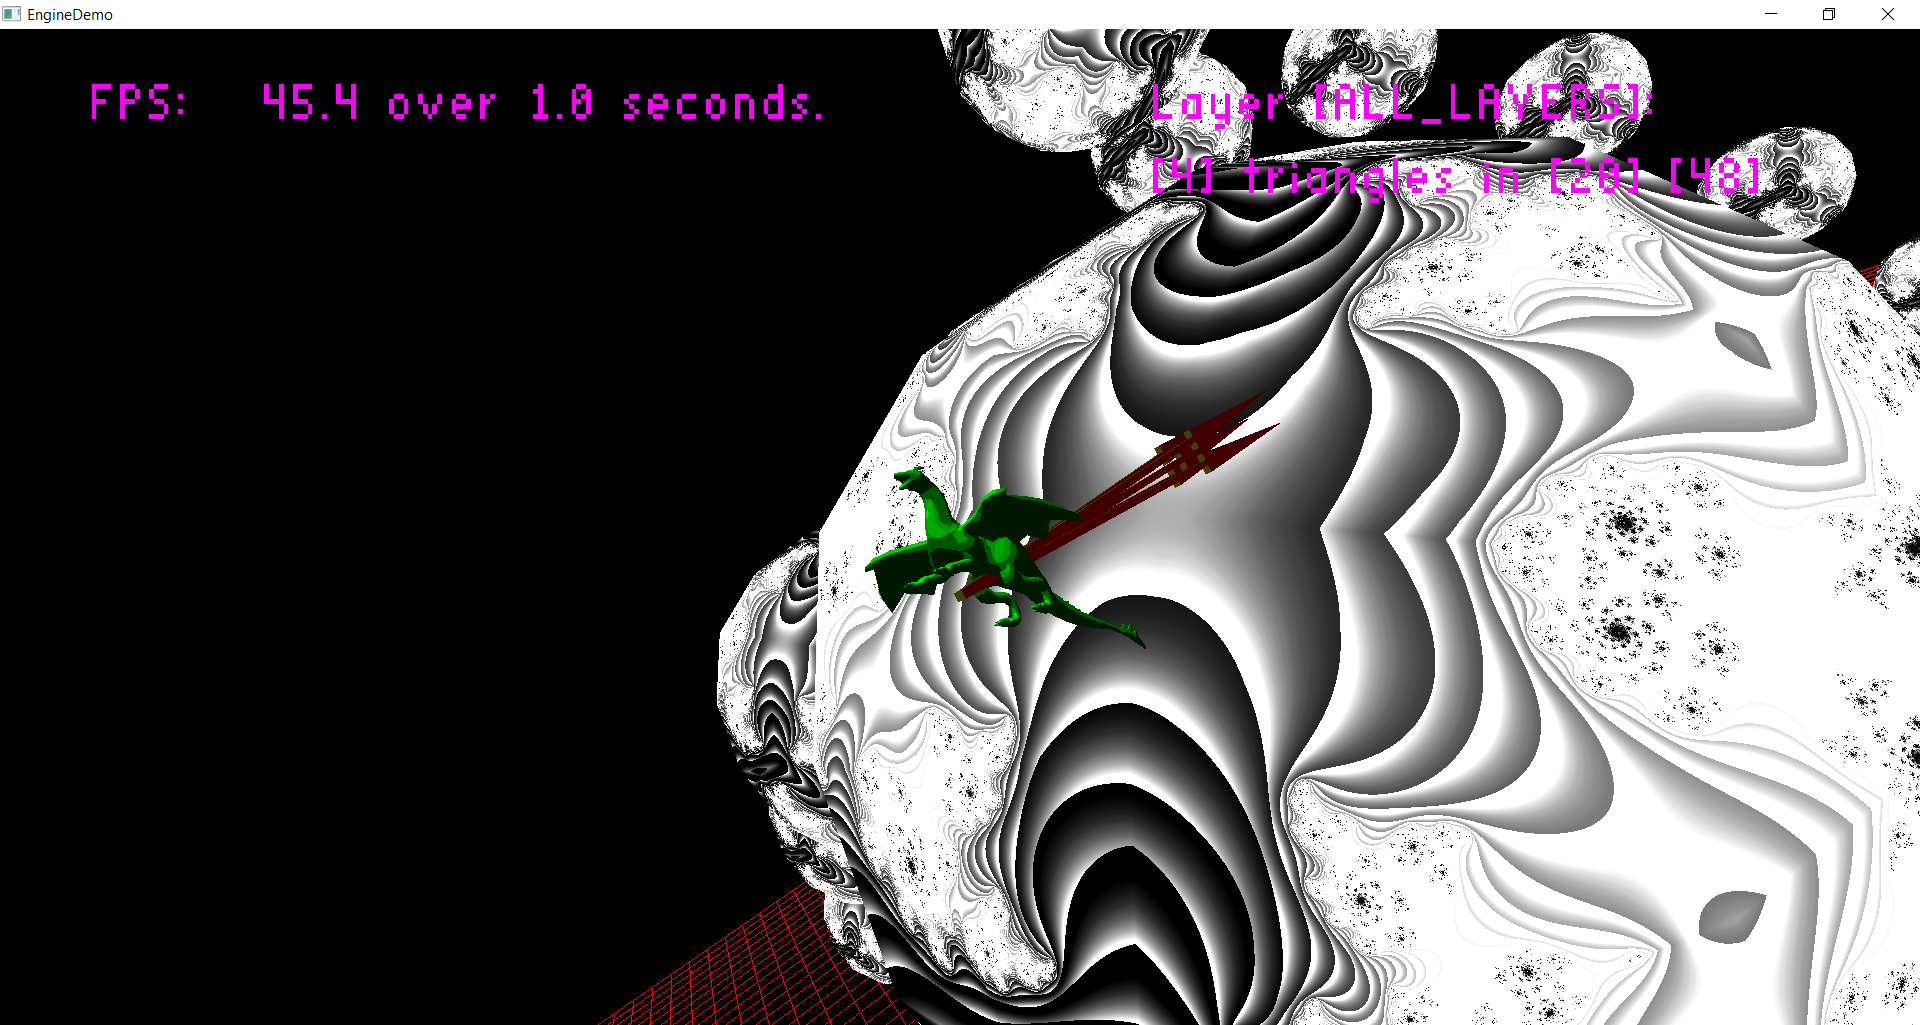 EngineDemo
FPS: 45.4 over 1.0 seconds.
Layer [ALL_LAYERS]:
[4] triangles in [20] [48]